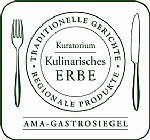 • TRADITIONELLE GERICHTE •
Kuratorium
Kulinarisches
ERBE
REGIONALE PRODUKTE
AMA-GASTROSIEGEL